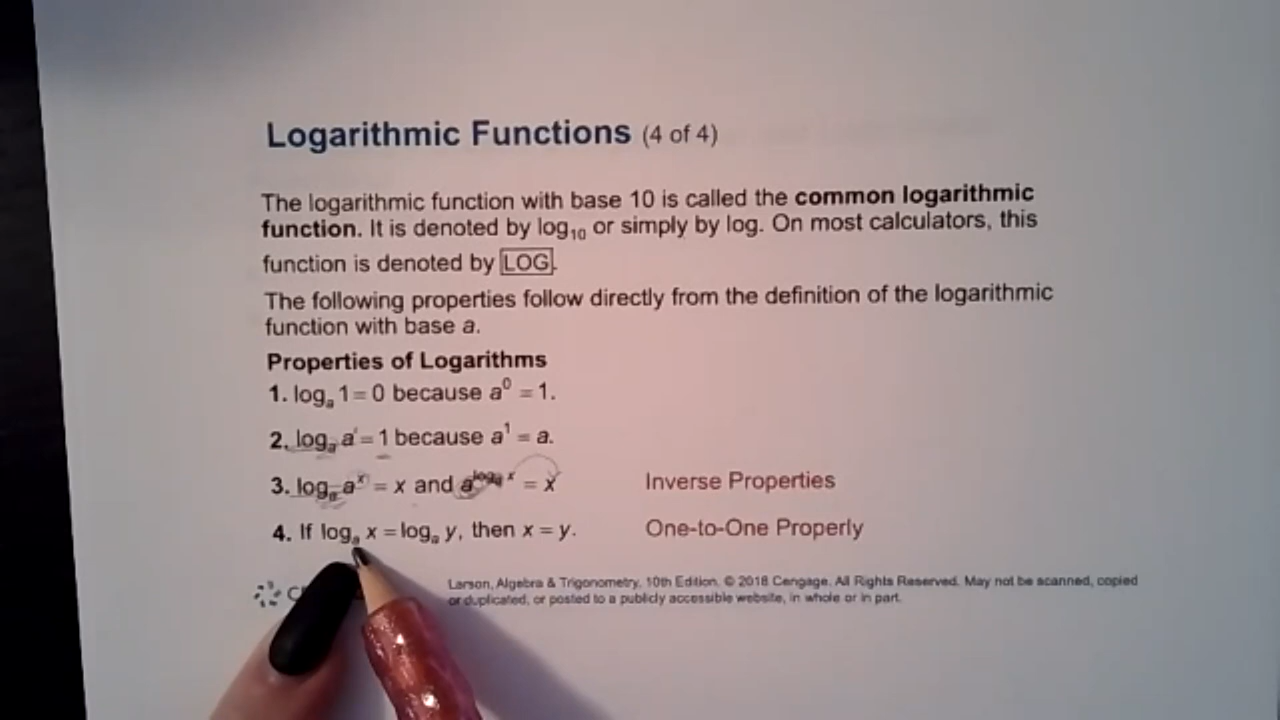 Logarithmic Functions (4 of 4)
The logarithmic function with base 10 is called the common logarithmic
function. It is denoted by log₁₀ or simply by log. On most calculators, this
function is denoted by LOG.
The following properties follow directly from the definition of the logarithmic
function with base a.
Properties of Logarithms
1. logₐ 1 = 0 because a⁰ = 1.
2. logₐ a = 1 because a¹ = a.
3. logₐ aˣ = x and a^(logₐ x) = x Inverse Properties
4. If logₐ x = logₐ y, then x = y. One-to-One Properly
Larson, Algebra & Trigonometry, 10th Edition. © 2018 Cengage. All Rights Reserved. May not be scanned, copied
or duplicated, or posted to a publicly accessible website, in whole or in part.